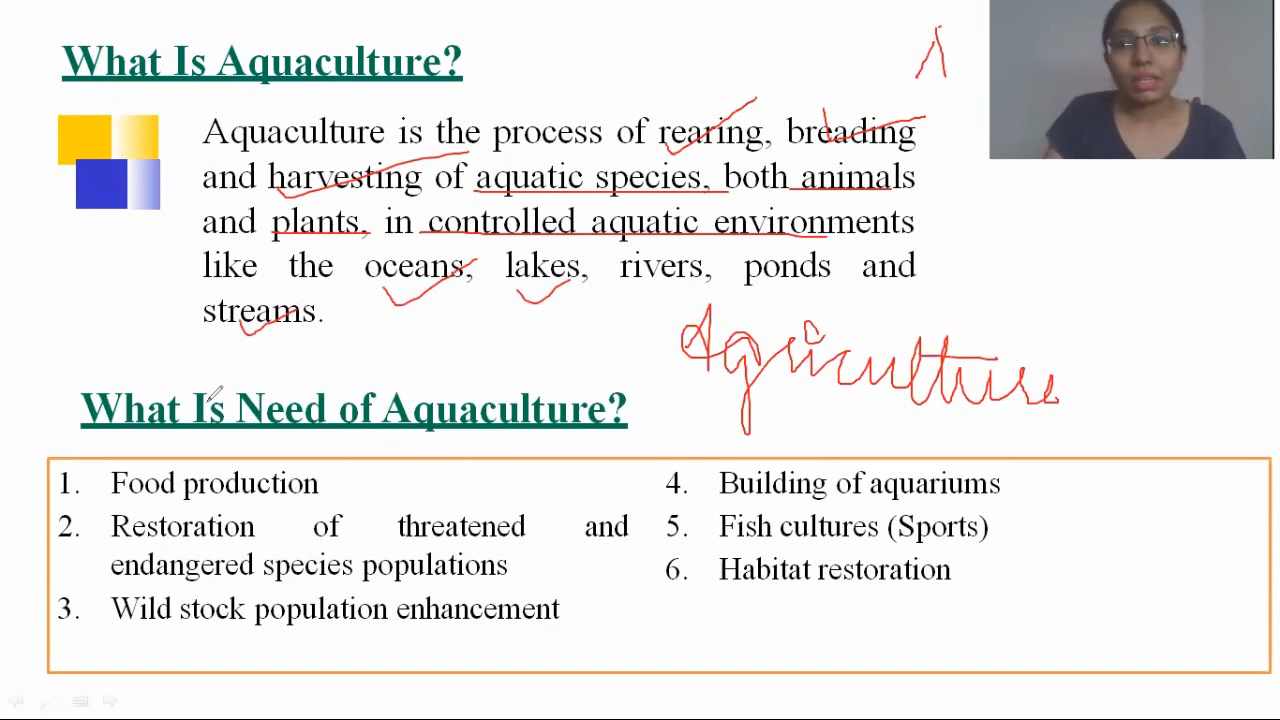 What Is Aquaculture?
Aquaculture is the process of rearing, breading
and harvesting of aquatic species, both animals
and plants, in controlled aquatic environments
like the oceans, lakes, rivers, ponds and
streams.
Agriculture
What Is Need of Aquaculture?
1. Food production
2. Restoration of threatened and
endangered species populations
3. Wild stock population enhancement
4. Building of aquariums
5. Fish cultures (Sports)
6. Habitat restoration